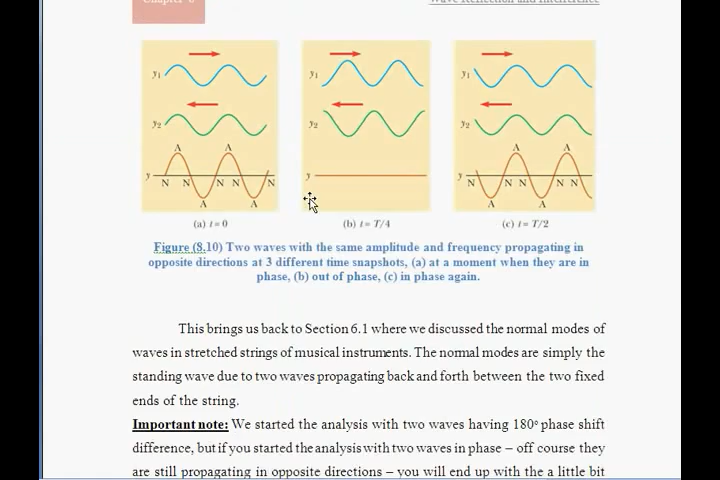 Chapter 8
Wave Reflection and Interference
y1
y1
y1
y2
y2
y2
A A
A A
y
N N N N N
y
y
N N N N N
A A
A A
(a) t = 0
(b) t = T/4
(c) t = T/2
Figure (8.10) Two waves with the same amplitude and frequency propagating in
opposite directions at 3 different time snapshots, (a) at a moment when they are in
phase, (b) out of phase, (c) in phase again.
This brings us back to Section 6.1 where we discussed the normal modes of
waves in stretched strings of musical instruments. The normal modes are simply the
standing wave due to two waves propagating back and forth between the two fixed
ends of the string.
Important note: We started the analysis with two waves having 180º phase shift
difference, but if you started the analysis with two waves in phase – off course they
are still propagating in opposite directions – you will end up with the a little bit